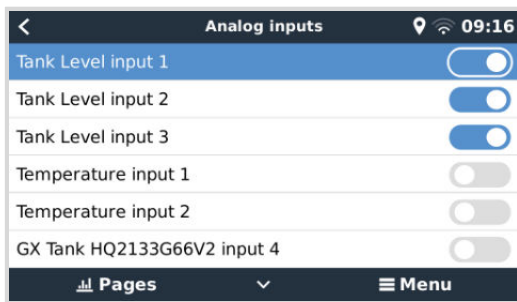 Analog inputs 09:16
Tank Level input 1
Tank Level input 2
Tank Level input 3
Temperature input 1
Temperature input 2
GX Tank HQ2133G66V2 input 4
Pages Menu